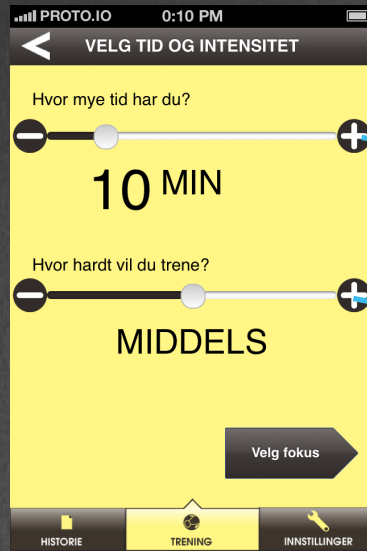 PROTO.IO 0:10 PM
VELG TID OG INTENSITET
Hvor mye tid har du?
10 MIN
Hvor hardt vil du trene?
MIDDELS
Velg fokus
HISTORIE TRENING INNSTILLINGER